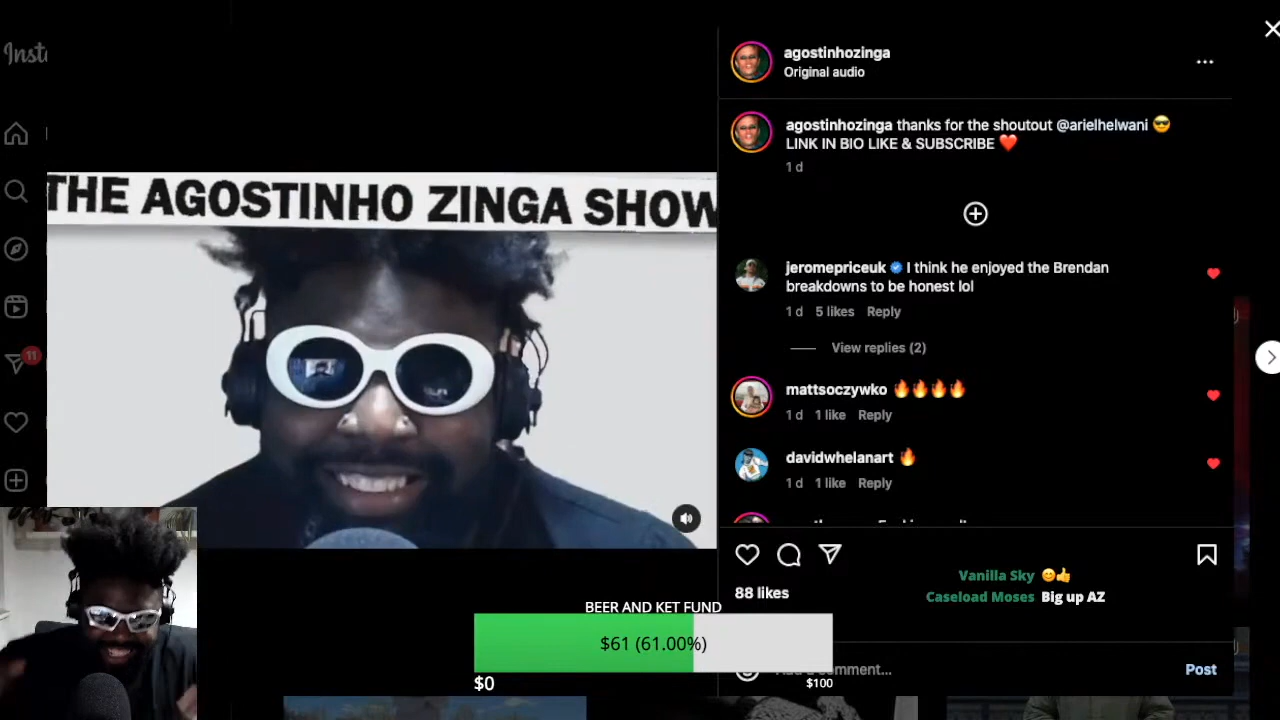 Inst
agostinhozinga
Original audio
agostinhozinga thanks for the shoutout @arielhelwani 😎
LINK IN BIO LIKE & SUBSCRIBE ❤️
1 d
THE AGOSTINHO ZINGA SHOW
jeromepriceuk I think he enjoyed the Brendan
breakdowns to be honest lol
1 d 5 likes Reply
View replies (2)
11
mattsoczywko 🔥🔥🔥🔥
1 d 1 like Reply
davidwhelanart 🔥
1 d 1 like Reply
Vanilla Sky 😊👍
88 likes
Caseload Moses Big up AZ
BEER AND KET FUND
$61 (61.00%)
$0
$100
Add a comment...
Post